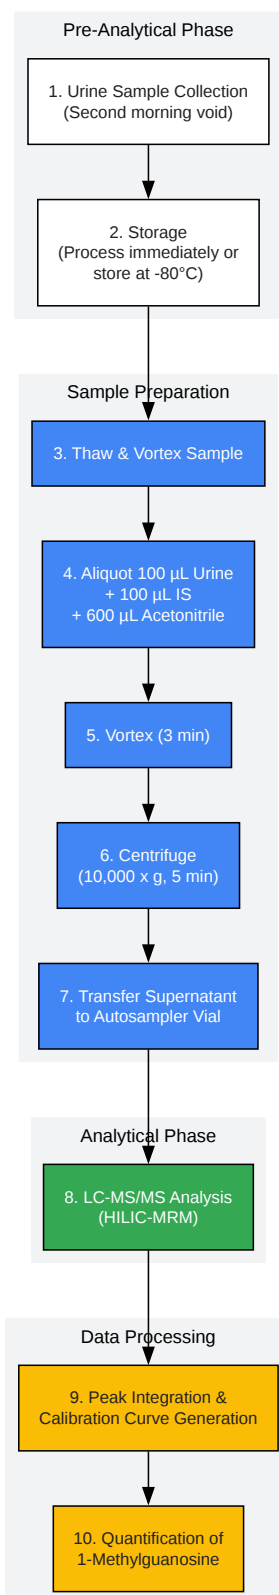 Pre-Analytical Phase
1. Urine Sample Collection
(Second morning void)
2. Storage
(Process immediately or
store at -80°C)
Sample Preparation
3. Thaw & Vortex Sample
4. Aliquot 100 µL Urine
+ 100 µL IS
+ 600 µL Acetonitrile
5. Vortex (3 min)
6. Centrifuge
(10,000 x g, 5 min)
7. Transfer Supernatant
to Autosampler Vial
Analytical Phase
8. LC-MS/MS Analysis
(HILIC-MRM)
Data Processing
9. Peak Integration &
Calibration Curve Generation
10. Quantification of
1-Methylguanosine